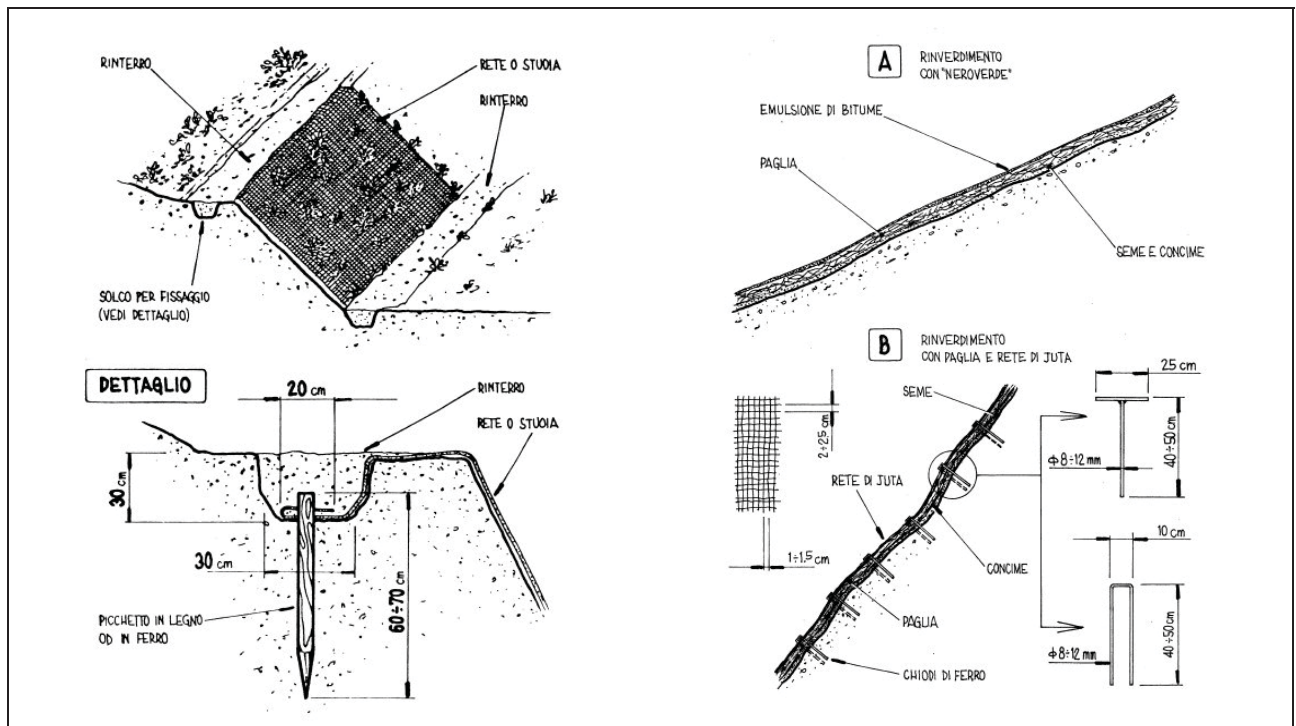 RINTERRO
RETE O STUOIA
RINTERRO
SOLCO PER FISSAGGIO
(VEDI DETTAGLIO)
DETTAGLIO
20 cm
RINTERRO
RETE O STUOIA
30 cm
30 cm
60÷70 cm
PICCHETTO IN LEGNO
OD IN FERRO
A
RINVERDIMENTO
CON "NEROVERDE"
EMULSIONE DI BITUME
PAGLIA
SEME E CONCIME
B
RINVERDIMENTO
CON PAGLIA E RETE DI JUTA
SEME
2÷2.5 cm
1÷1.5 cm
RETE DI JUTA
CONCIME
PAGLIA
CHIODI DI FERRO
25 cm
ϕ 8÷12 mm
40÷50 cm
10 cm
ϕ 8÷12 mm
40÷50 cm